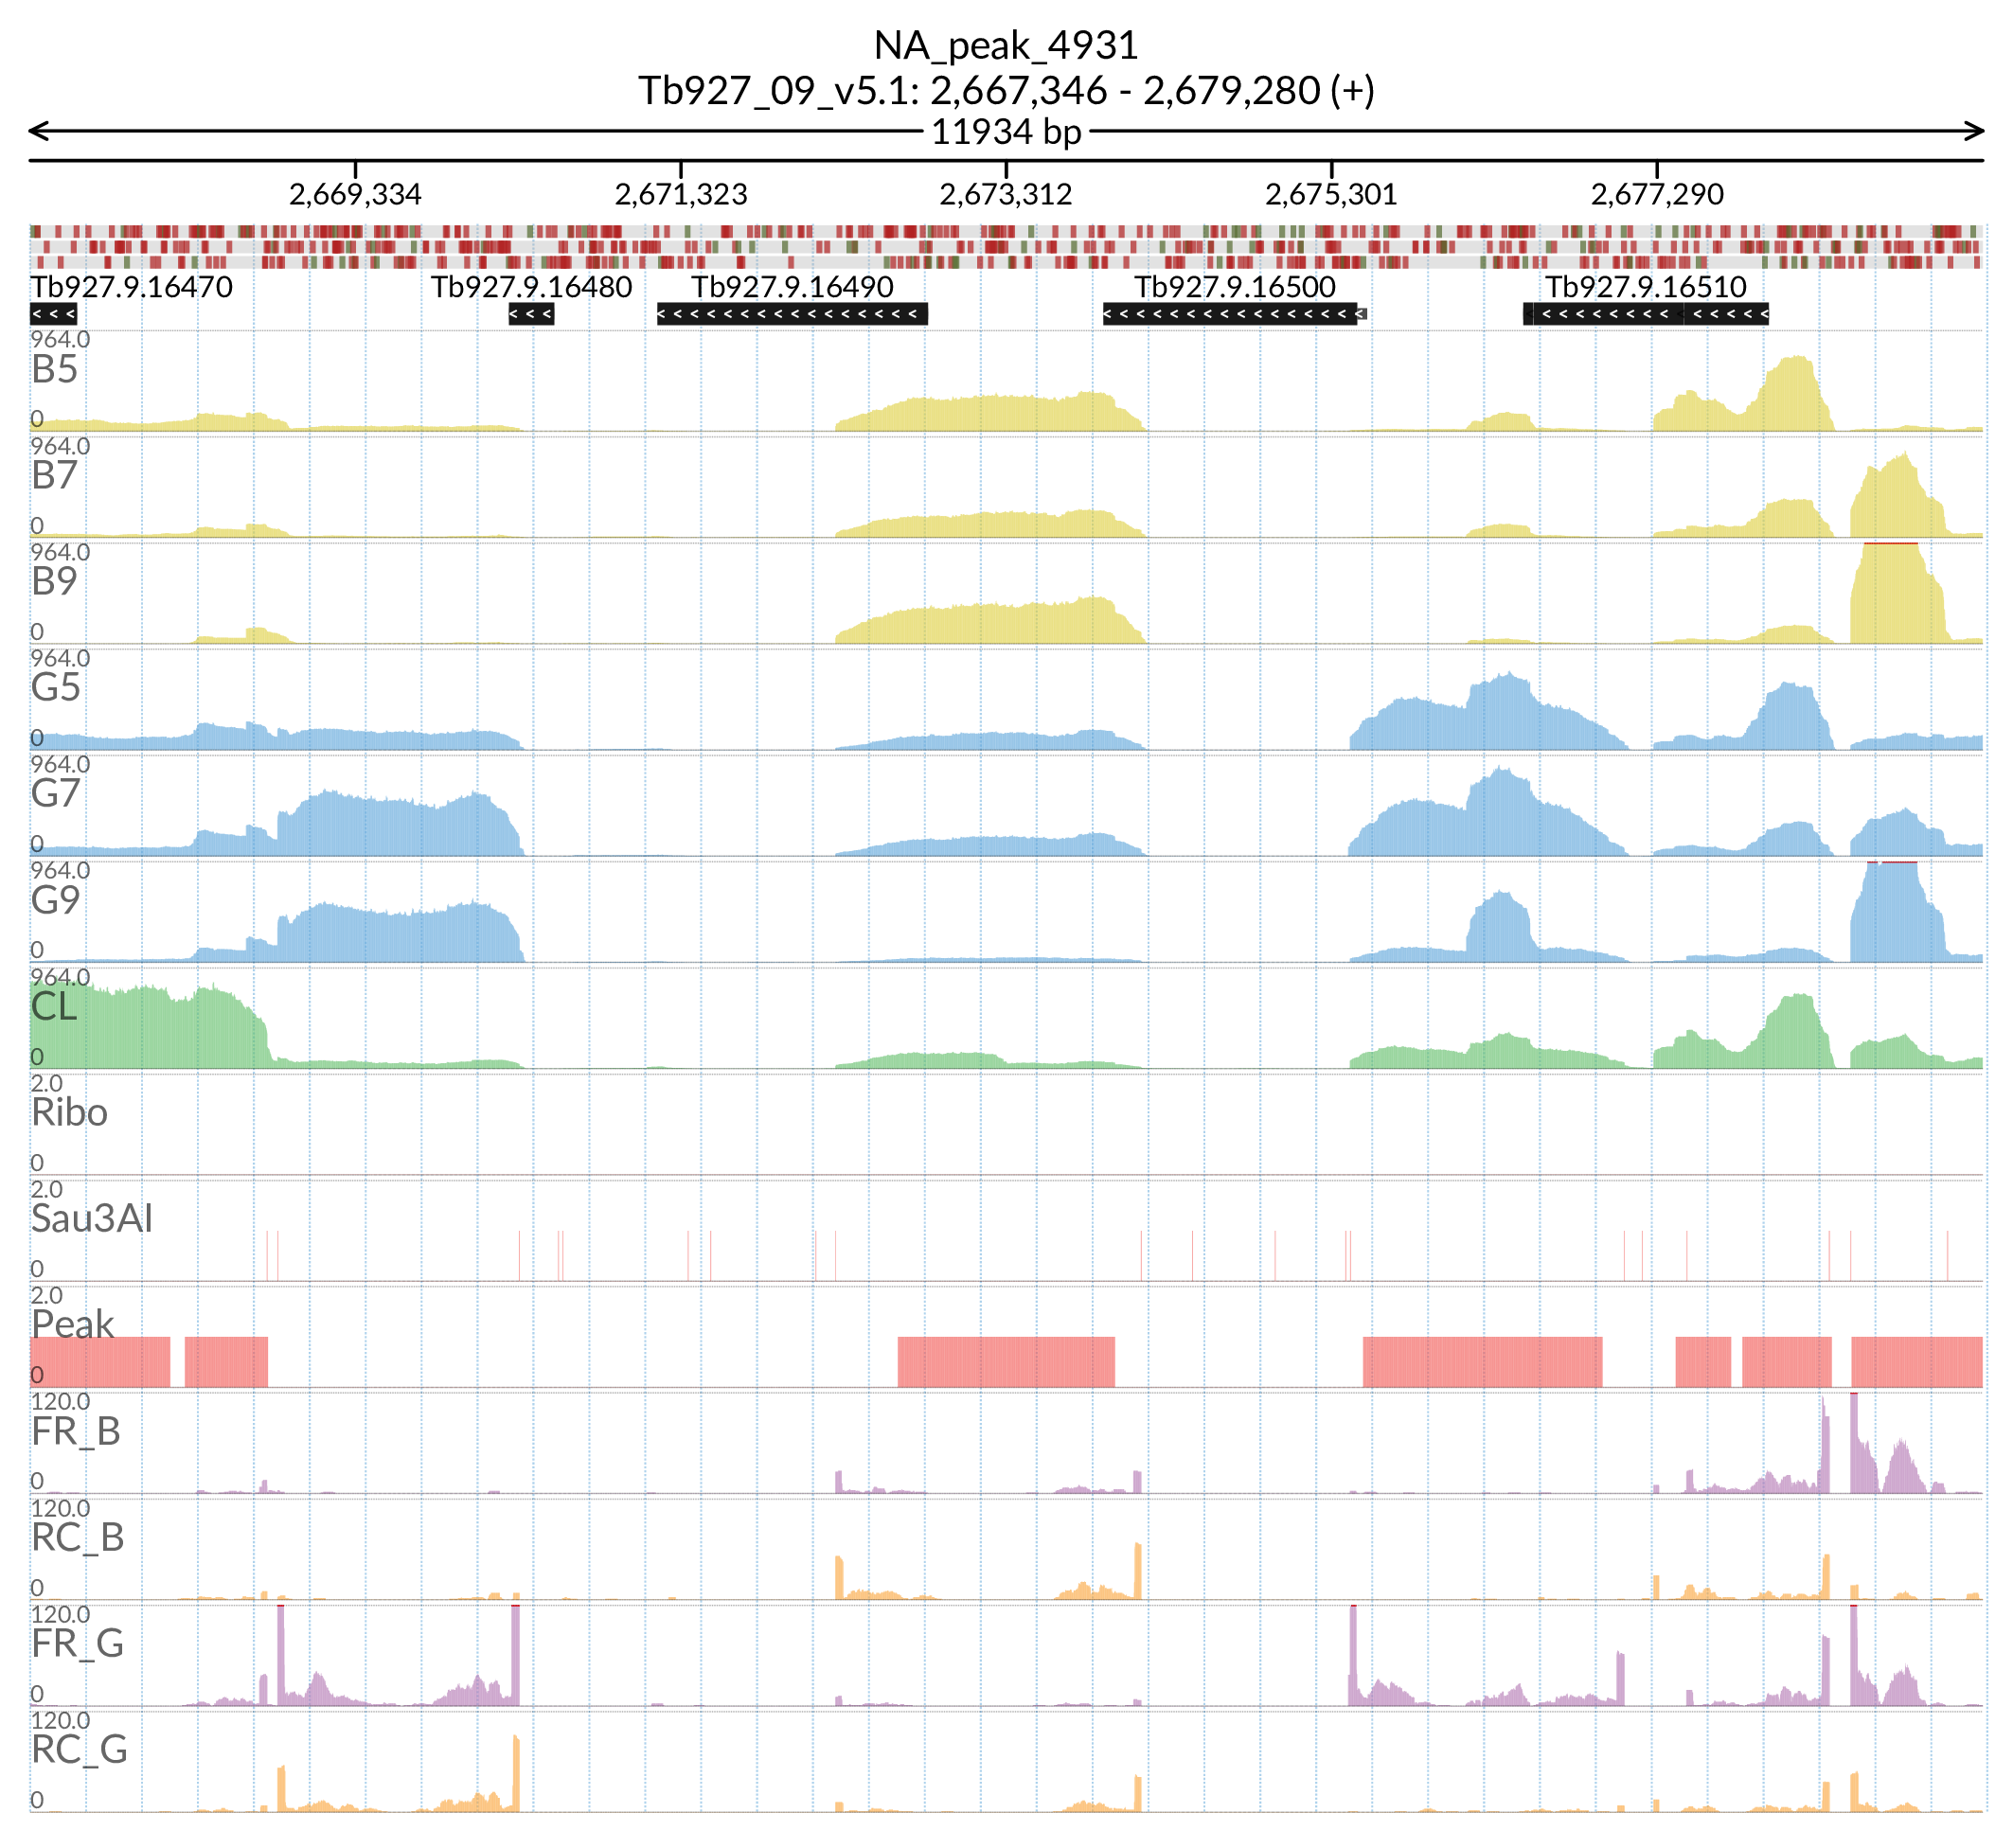 NA_peak_4931
Tb927_09_v5.1: 2,667,346 - 2,679,280 (+)
11934 bp
2,669,334 2,671,323 2,673,312 2,675,301 2,677,290
Tb927.9.16470 Tb927.9.16480 Tb927.9.16490 Tb927.9.16500 Tb927.9.16510
964.0
B5
0
964.0
B7
0
964.0
B9
0
964.0
G5
0
964.0
G7
0
964.0
G9
0
964.0
CL
0
2.0
Ribo
0
2.0
Sau3AI
0
2.0
Peak
0
120.0
FR_B
0
120.0
RC_B
0
120.0
FR_G
0
120.0
RC_G
0